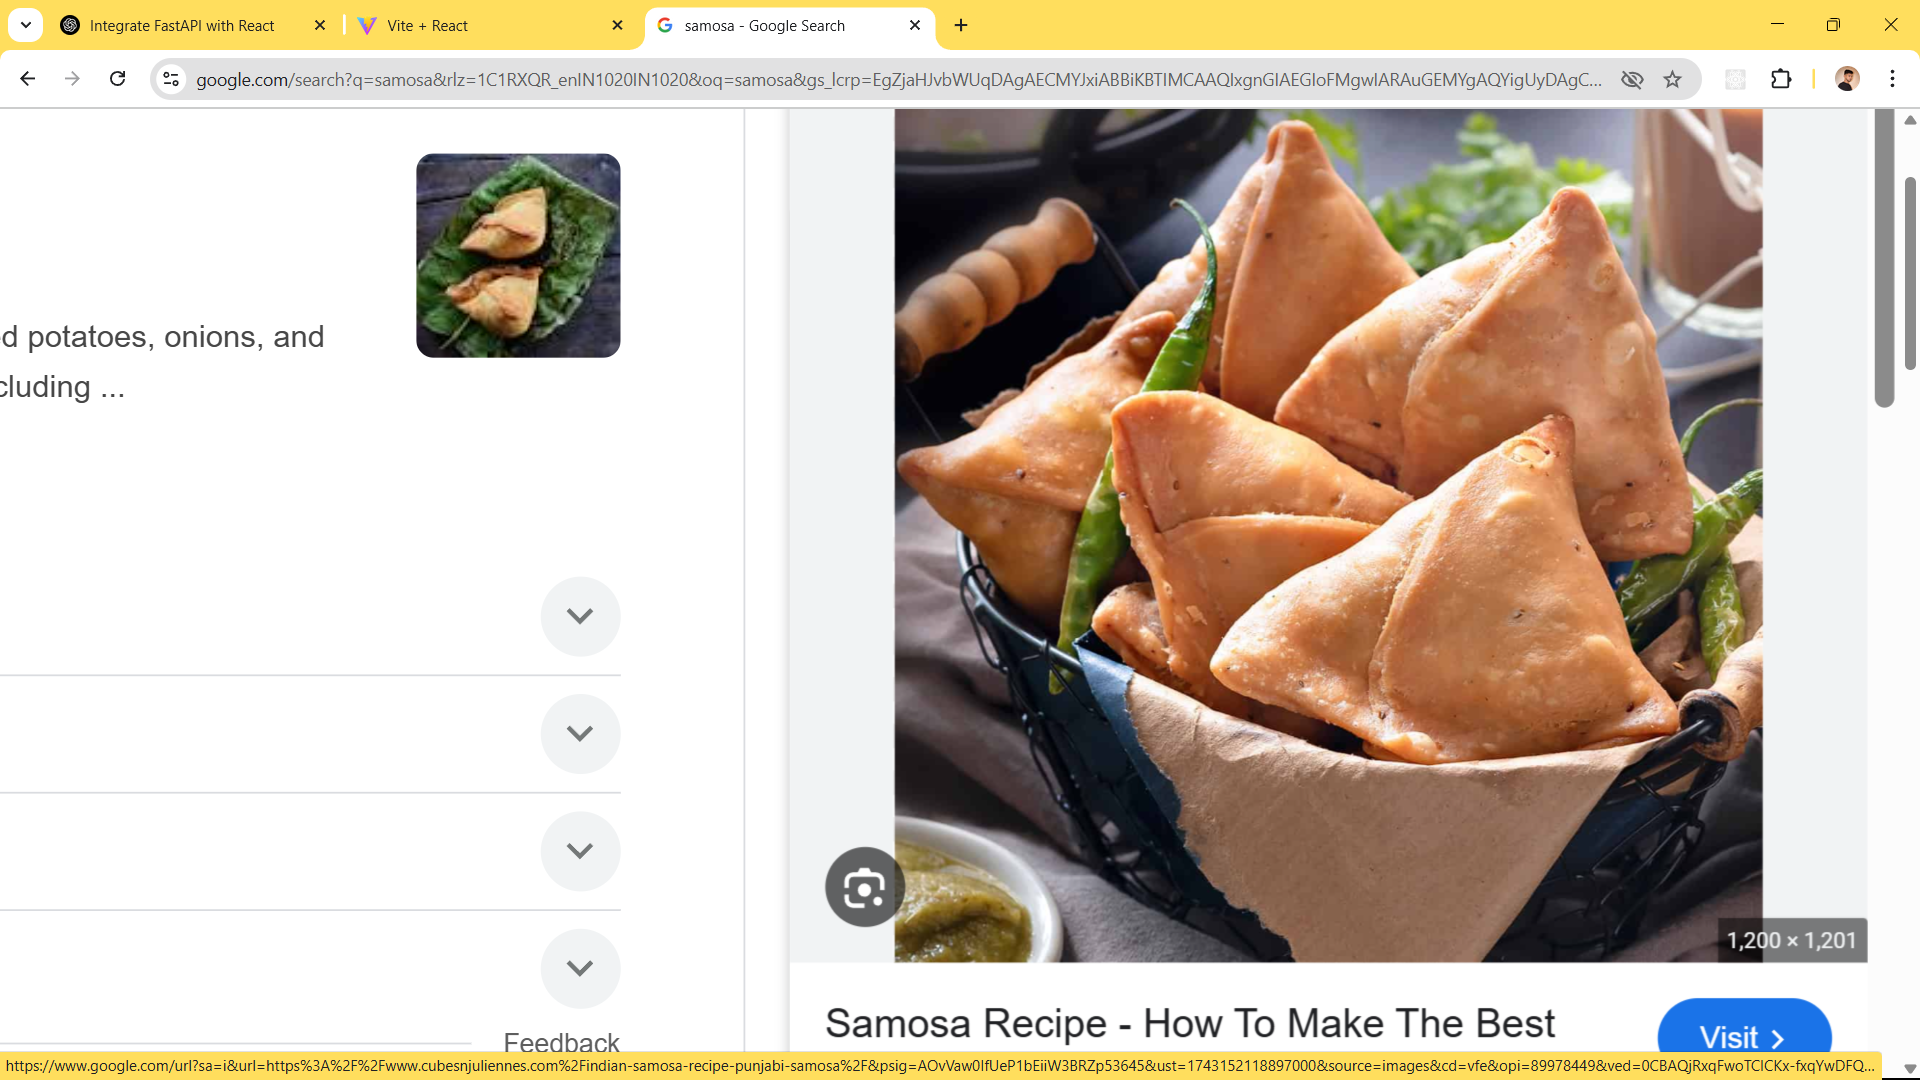 Integrate FastAPI with React
Vite + React
samosa - Google Search
google.com/search?q=samosa&rlz=1C1RXQR_enIN1020IN1020&oq=samosa&gs_lcrp=EgZjaHJvbWUqDAgAECMYJxiABBiKBTIMCAAQIxgnGIAEGIoFMgwIARAuGEMYgAQYigUyDAgC...
d potatoes, onions, and
cluding ...
1,200 × 1,201
Samosa Recipe - How To Make The Best
Visit
Feedback
https://www.google.com/url?sa=i&url=https%3A%2F%2Fwww.cubesnjuliennes.com%2Findian-samosa-recipe-punjabi-samosa%2F&psig=AOvVaw0IfUeP1bEiiW3BRZp53645&ust=1743152118897000&source=images&cd=vfe&opi=89978449&ved=0CBAQjRxqFwoTCICKx-fxqYwDFQ...